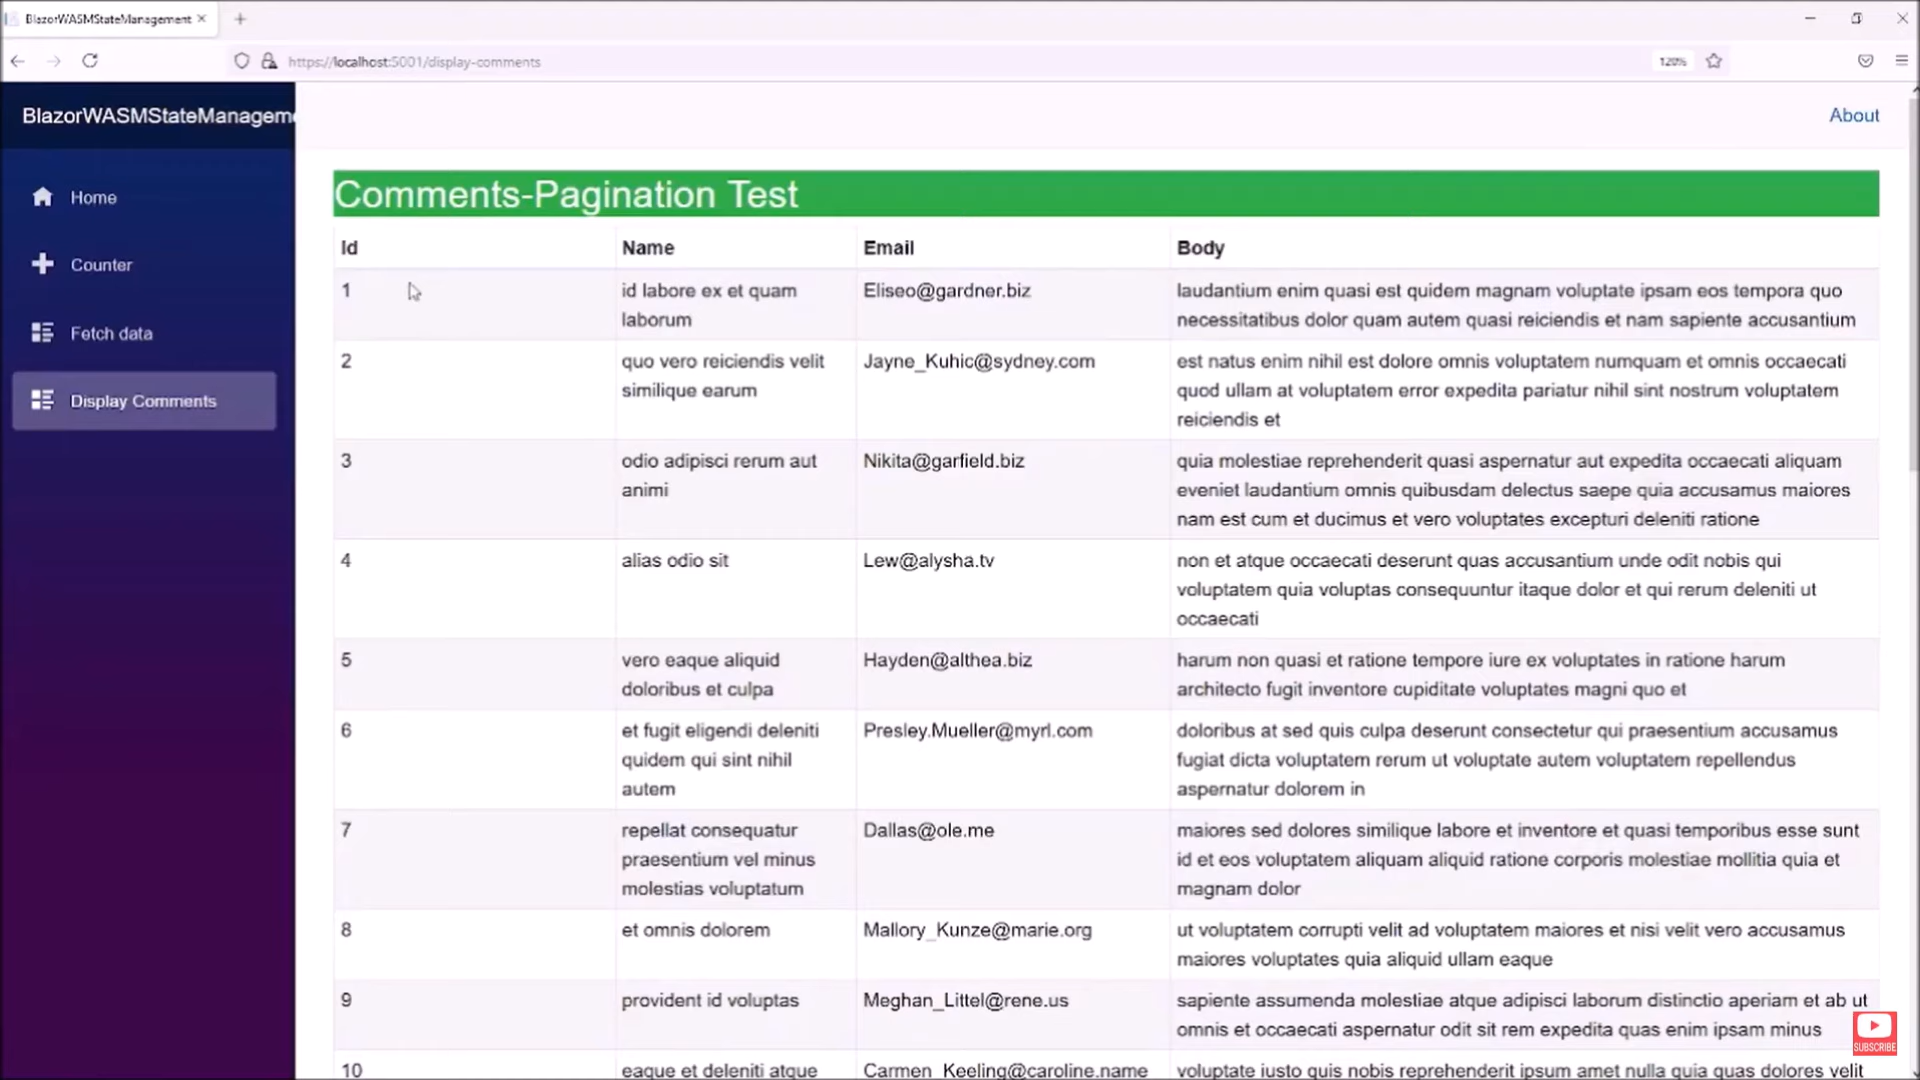 BlazorWASMStateManagement
https://localhost:5001/display-comments
120%
BlazorWASMStateManageme
About
Home
Counter
Fetch data
Display Comments
Comments-Pagination Test
Id Name Email Body
1 id labore ex et quam Eliseo@gardner.biz laudantium enim quasi est quidem magnam voluptate ipsam eos tempora quo
laborum necessitatibus dolor quam autem quasi reiciendis et nam sapiente accusantium
2 quo vero reiciendis velit Jayne_Kuhic@sydney.com est natus enim nihil est dolore omnis voluptatem numquam et omnis occaecati
similique earum quod ullam at voluptatem error expedita pariatur nihil sint nostrum voluptatem
reiciendis et
3 odio adipisci rerum aut Nikita@garfield.biz quia molestiae reprehenderit quasi aspernatur aut expedita occaecati aliquam
animi eveniet laudantium omnis quibusdam delectus saepe quia accusamus maiores
nam est cum et ducimus et vero voluptates excepturi deleniti ratione
4 alias odio sit Lew@alysha.tv non et atque occaecati deserunt quas accusantium unde odit nobis qui
voluptatem quia voluptas consequuntur itaque dolor et qui rerum deleniti ut
occaecati
5 vero eaque aliquid Hayden@althea.biz harum non quasi et ratione tempore iure ex voluptates in ratione harum
doloribus et culpa architecto fugit inventore cupiditate voluptates magni quo et
6 et fugit eligendi deleniti Presley.Mueller@myrl.com doloribus at sed quis culpa deserunt consectetur qui praesentium accusamus
quidem qui sint nihil fugiat dicta voluptatem rerum ut voluptate autem voluptatem repellendus
autem aspernatur dolorem in
7 repellat consequatur Dallas@ole.me maiores sed dolores similique labore et inventore et quasi temporibus esse sunt
praesentium vel minus id et eos voluptatem aliquam aliquid ratione corporis molestiae mollitia quia et
molestias voluptatum magnam dolor
8 et omnis dolorem Mallory_Kunze@marie.org ut voluptatem corrupti velit ad voluptatem maiores et nisi velit vero accusamus
maiores voluptates quia aliquid ullam eaque
9 provident id voluptas Meghan_Littel@rene.us sapiente assumenda molestiae atque adipisci laborum distinctio aperiam et ab ut
omnis et occaecati aspernatur odit sit rem expedita quas enim ipsam minus
10 eaque et deleniti atque Carmen_Keeling@caroline.name voluptate iusto quis nobis reprehenderit ipsum amet nulla quia quas dolores velit
SUBSCRIBE